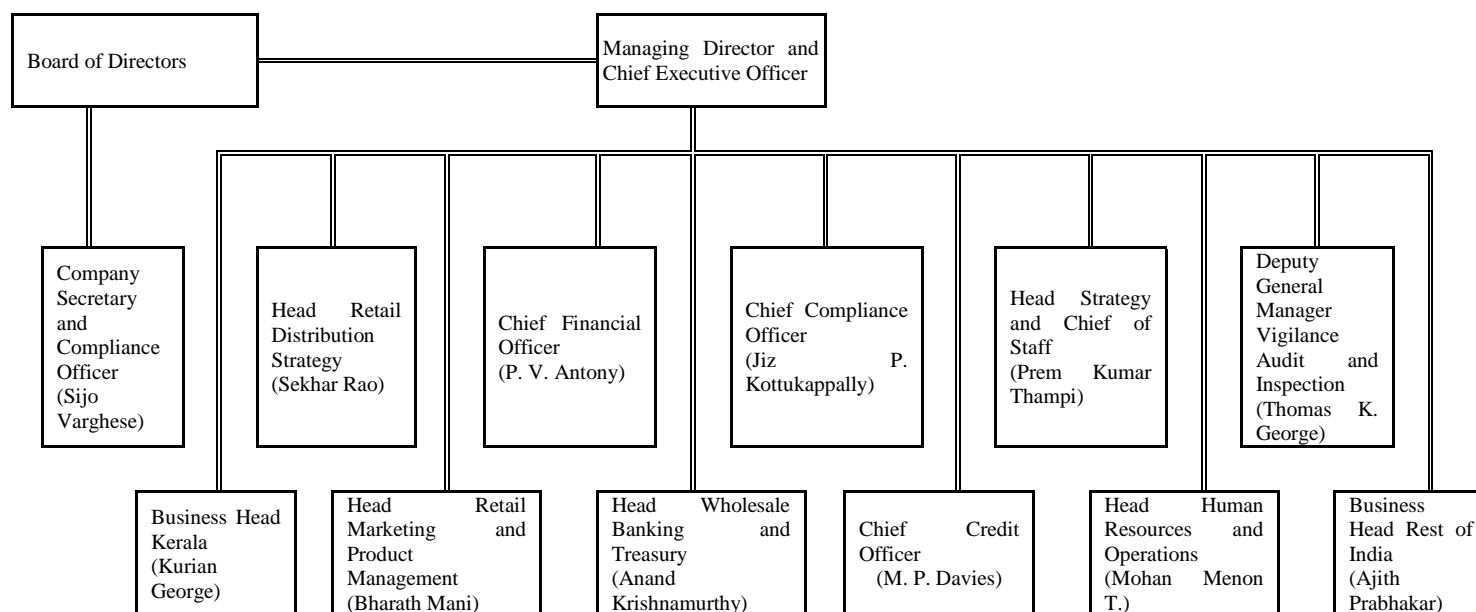 Board of Directors
Managing Director and
Chief Executive Officer
Company
Secretary
and
Compliance
Officer
(Sijo
Varghese)
Head Retail
Distribution
Strategy
(Sekhar Rao)
Chief Financial
Officer
(P. V. Antony)
Chief Compliance
Officer
(Jiz P.
Kottukappally)
Head Strategy
and Chief of
Staff
(Prem Kumar
Thampi)
Deputy
General
Manager
Vigilance
Audit and
Inspection
(Thomas K.
George)
Business Head
Kerala
(Kurian
George)
Head Retail
Marketing and
Product
Management
(Bharath Mani)
Head Wholesale
Banking and
Treasury
(Anand
Krishnamurthy)
Chief Credit
Officer
(M. P. Davies)
Head Human
Resources and
Operations
(Mohan Menon
T.)
Business
Head Rest of
India
(Ajith
Prabhakar)